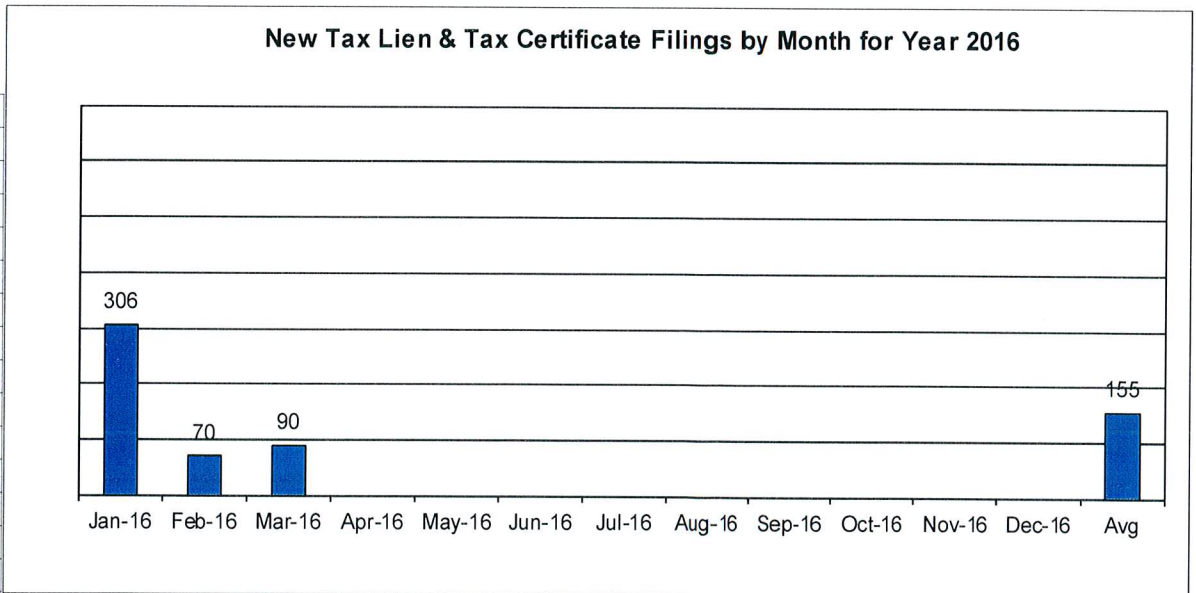 New Tax Lien & Tax Certificate Filings by Month for Year 2016
306
70
90
155
Jan-16 Feb-16 Mar-16 Apr-16 May-16 Jun-16 Jul-16 Aug-16 Sep-16 Oct-16 Nov-16 Dec-16 Avg